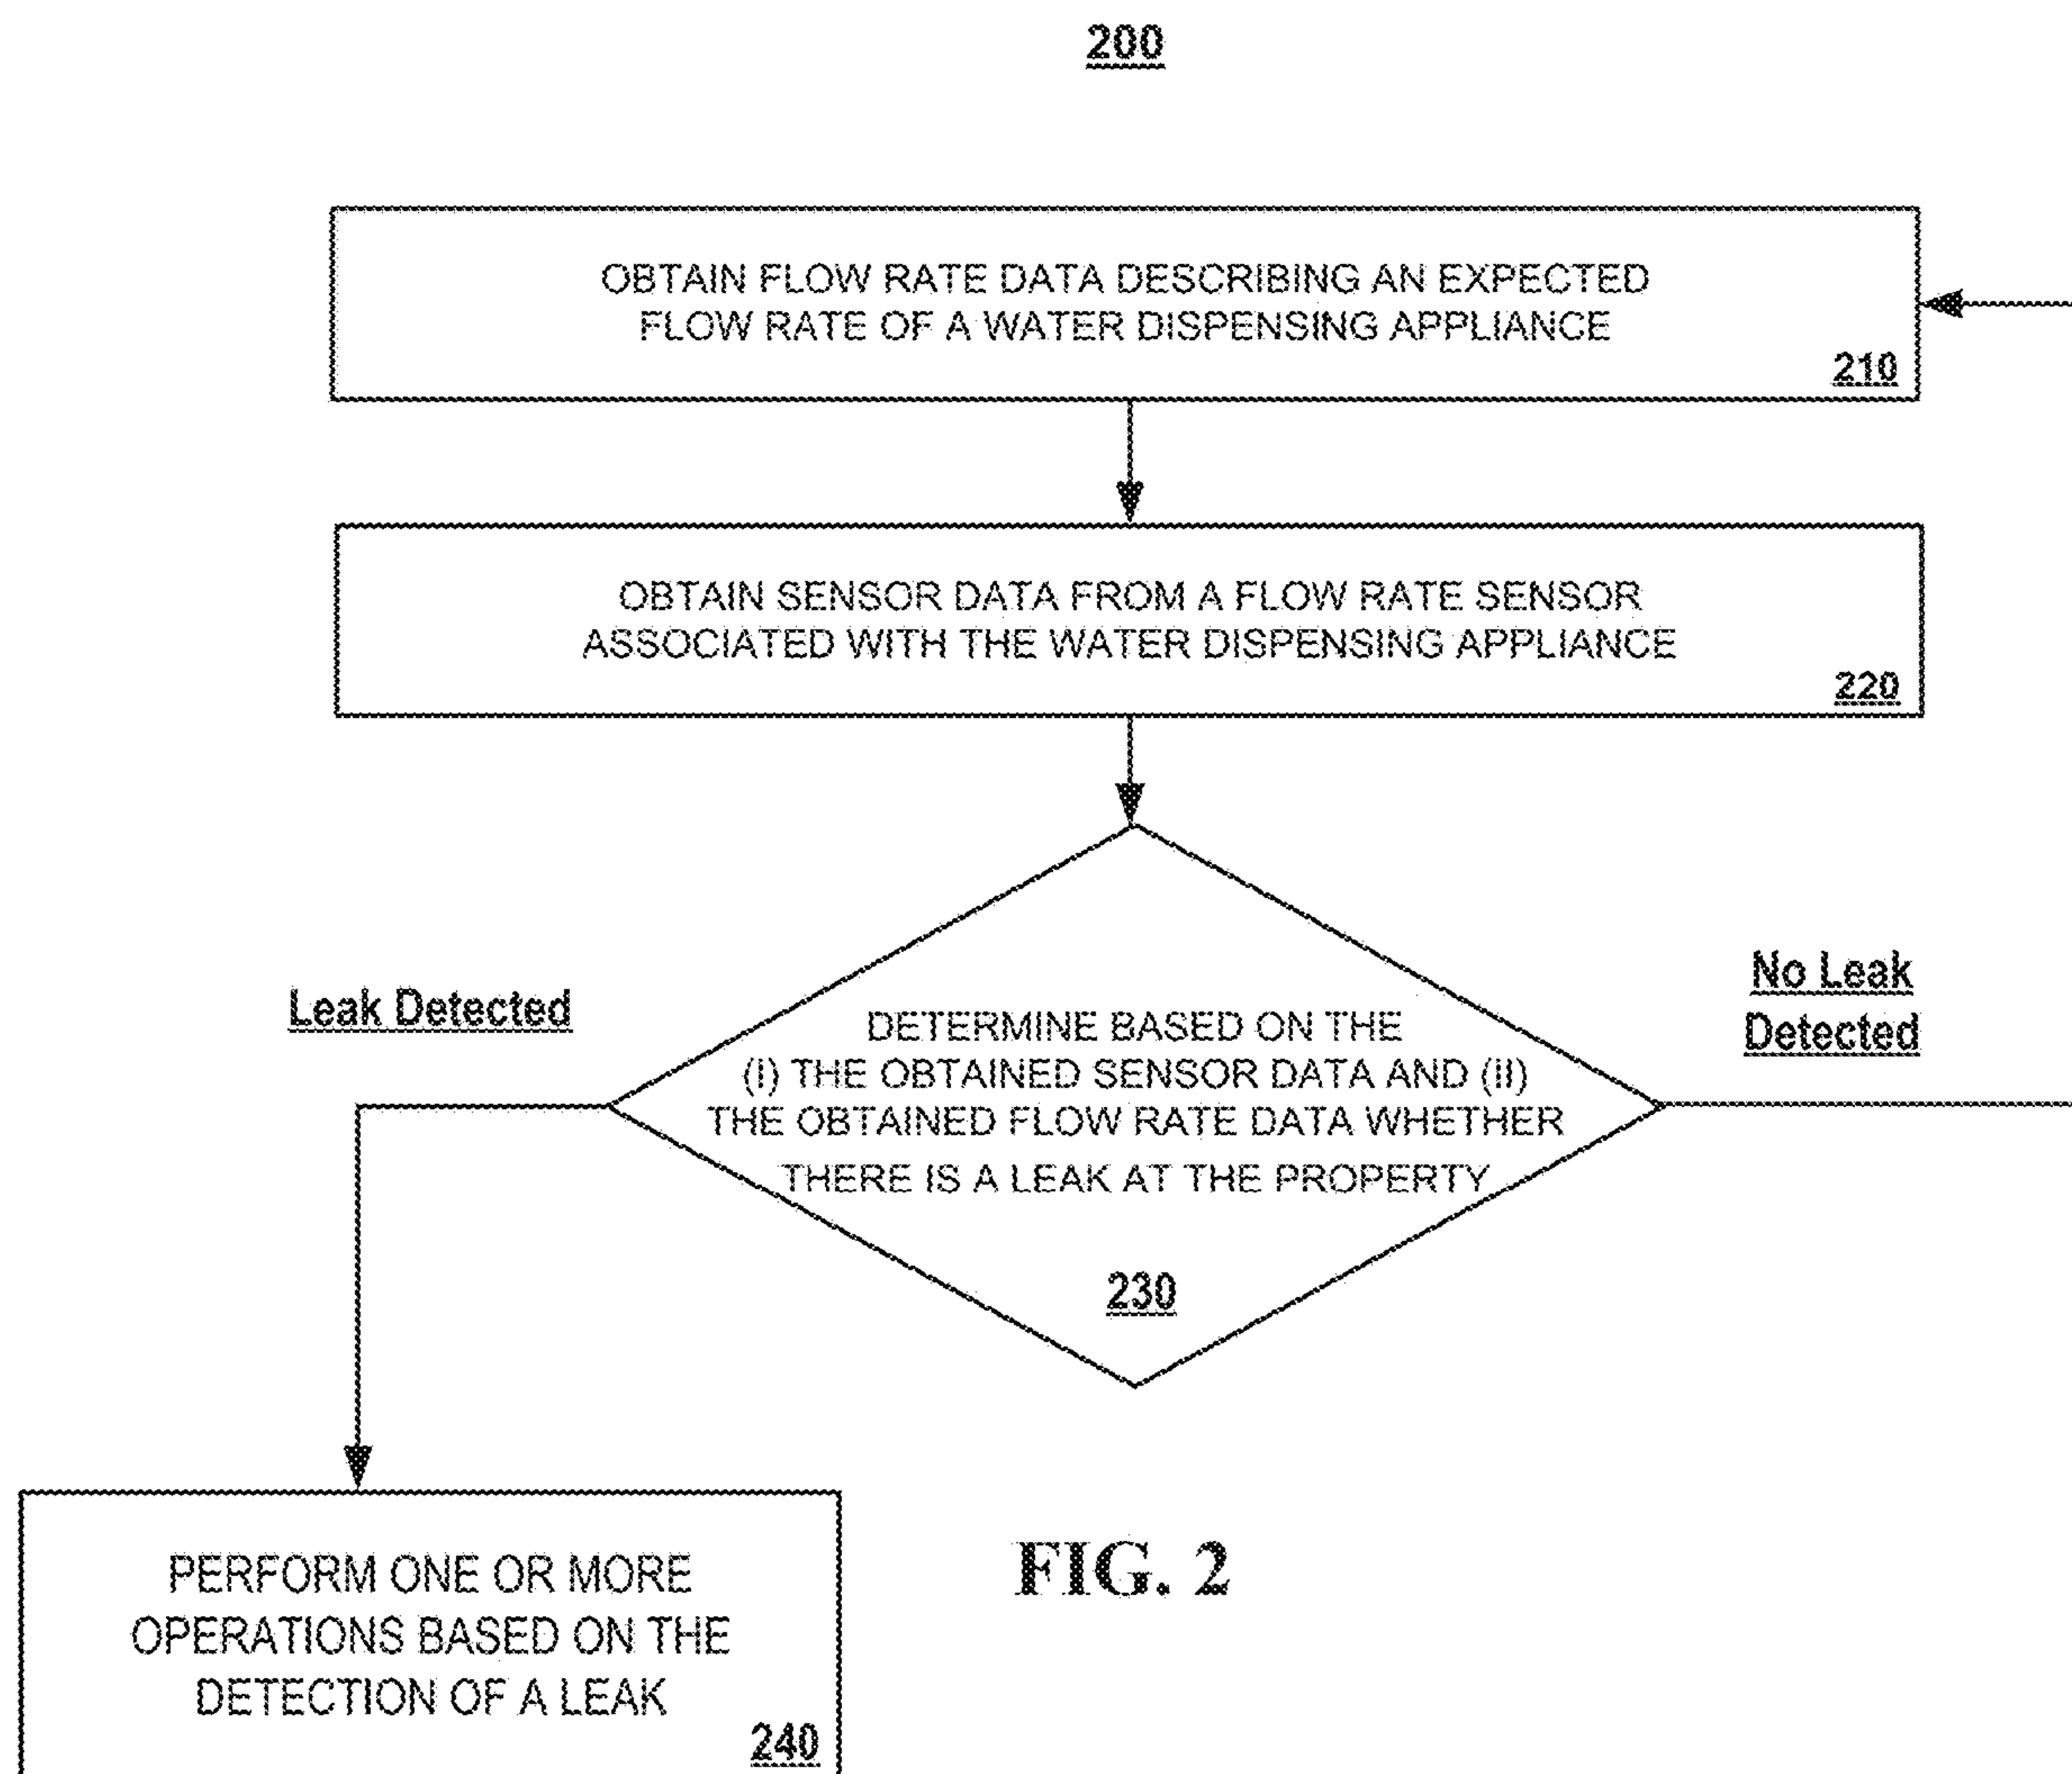 200
OBTAIN FLOW RATE DATA DESCRIBING AN EXPECTED
FLOW RATE OF A WATER DISPENSING APPLIANCE
210
OBTAIN SENSOR DATA FROM A FLOW RATE SENSOR
ASSOCIATED WITH THE WATER DISPENSING APPLIANCE
220
Leak Detected
No Leak
Detected
DETERMINE BASED ON THE
(i) THE OBTAINED SENSOR DATA AND (ii)
THE OBTAINED FLOW RATE DATA WHETHER
THERE IS A LEAK AT THE PROPERTY
230
PERFORM ONE OR MORE
OPERATIONS BASED ON THE
DETECTION OF A LEAK
240
FIG. 2